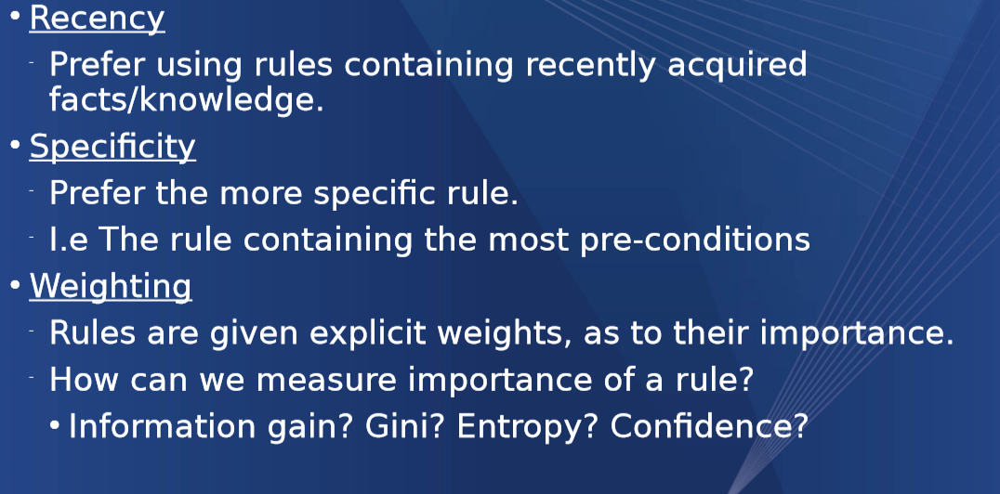 • Recency
- Prefer using rules containing recently acquired
facts/knowledge.
• Specificity
- Prefer the more specific rule.
- I.e The rule containing the most pre-conditions
• Weighting
- Rules are given explicit weights, as to their importance.
- How can we measure importance of a rule?
• Information gain? Gini? Entropy? Confidence?